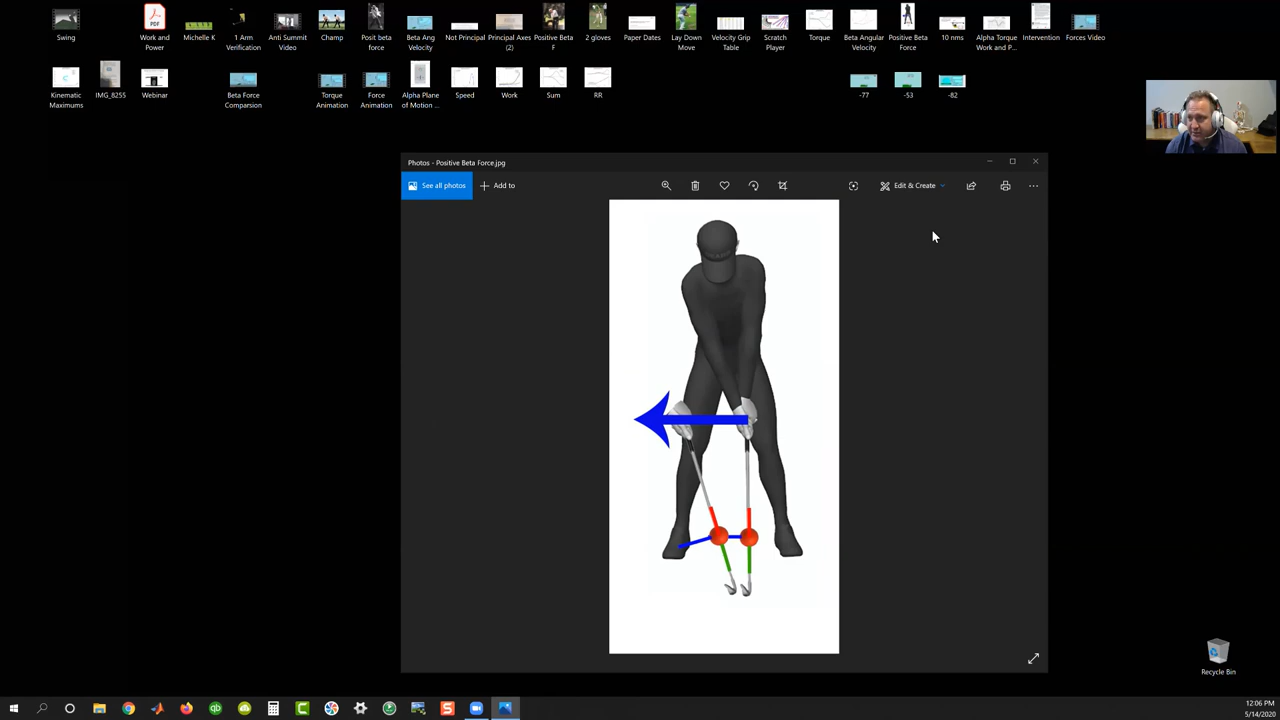 Swing
Work and
Power
Michelle K
1 Arm
Verification
Anti Summit
Video
Champ
Posit beta
force
Beta Ang
Velocity
Not Principal
Principal Axes
(2)
Positive Beta
F
2 gloves
Paper Dates
Lay Down
Move
Velocity Grip
Table
Scratch
Player
Torque
Beta Angular
Velocity
Positive Beta
Force
10 nms
Alpha Torque
Work and P...
Intervention
Forces Video
Kinematic
Maximums
IMG_8255
Webinar
Beta Force
Comparsion
Torque
Animation
Force
Animation
Alpha Plane
of Motion ...
Speed
Work
Sum
RR
-77
-53
-82
Photos - Positive Beta Force.jpg
See all photos
Add to
Edit & Create
Recycle Bin
12:06 PM
5/14/2020